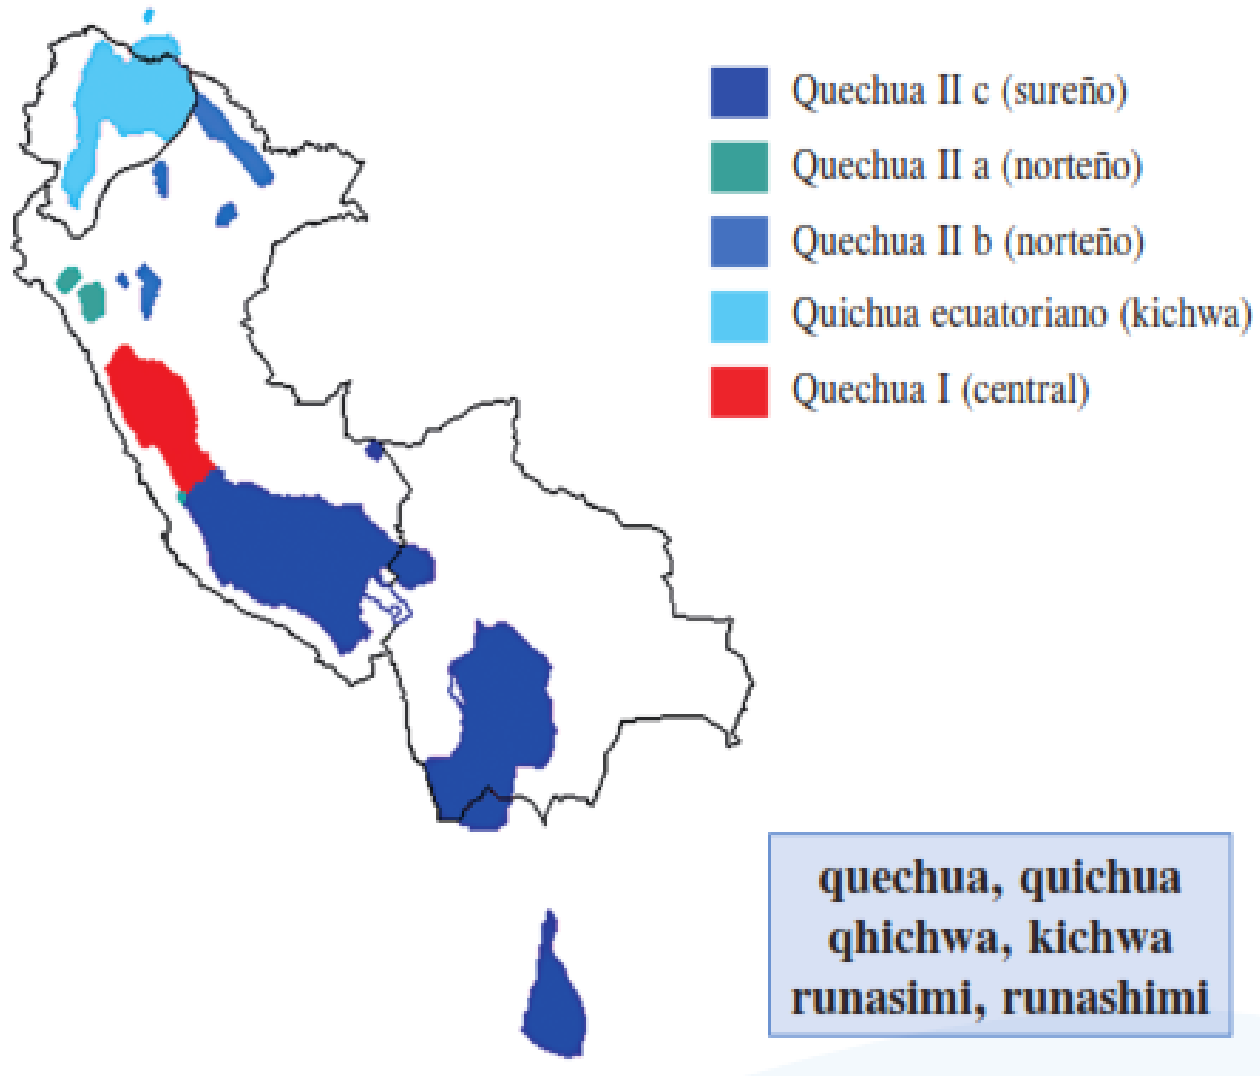 Quechua II c (sureño)
Quechua II a (norteño)
Quechua II b (norteño)
Quichua ecuatoriano (kichwa)
Quechua I (central)
quechua, quichua
qhichwa, kichwa
runasimi, runashimi